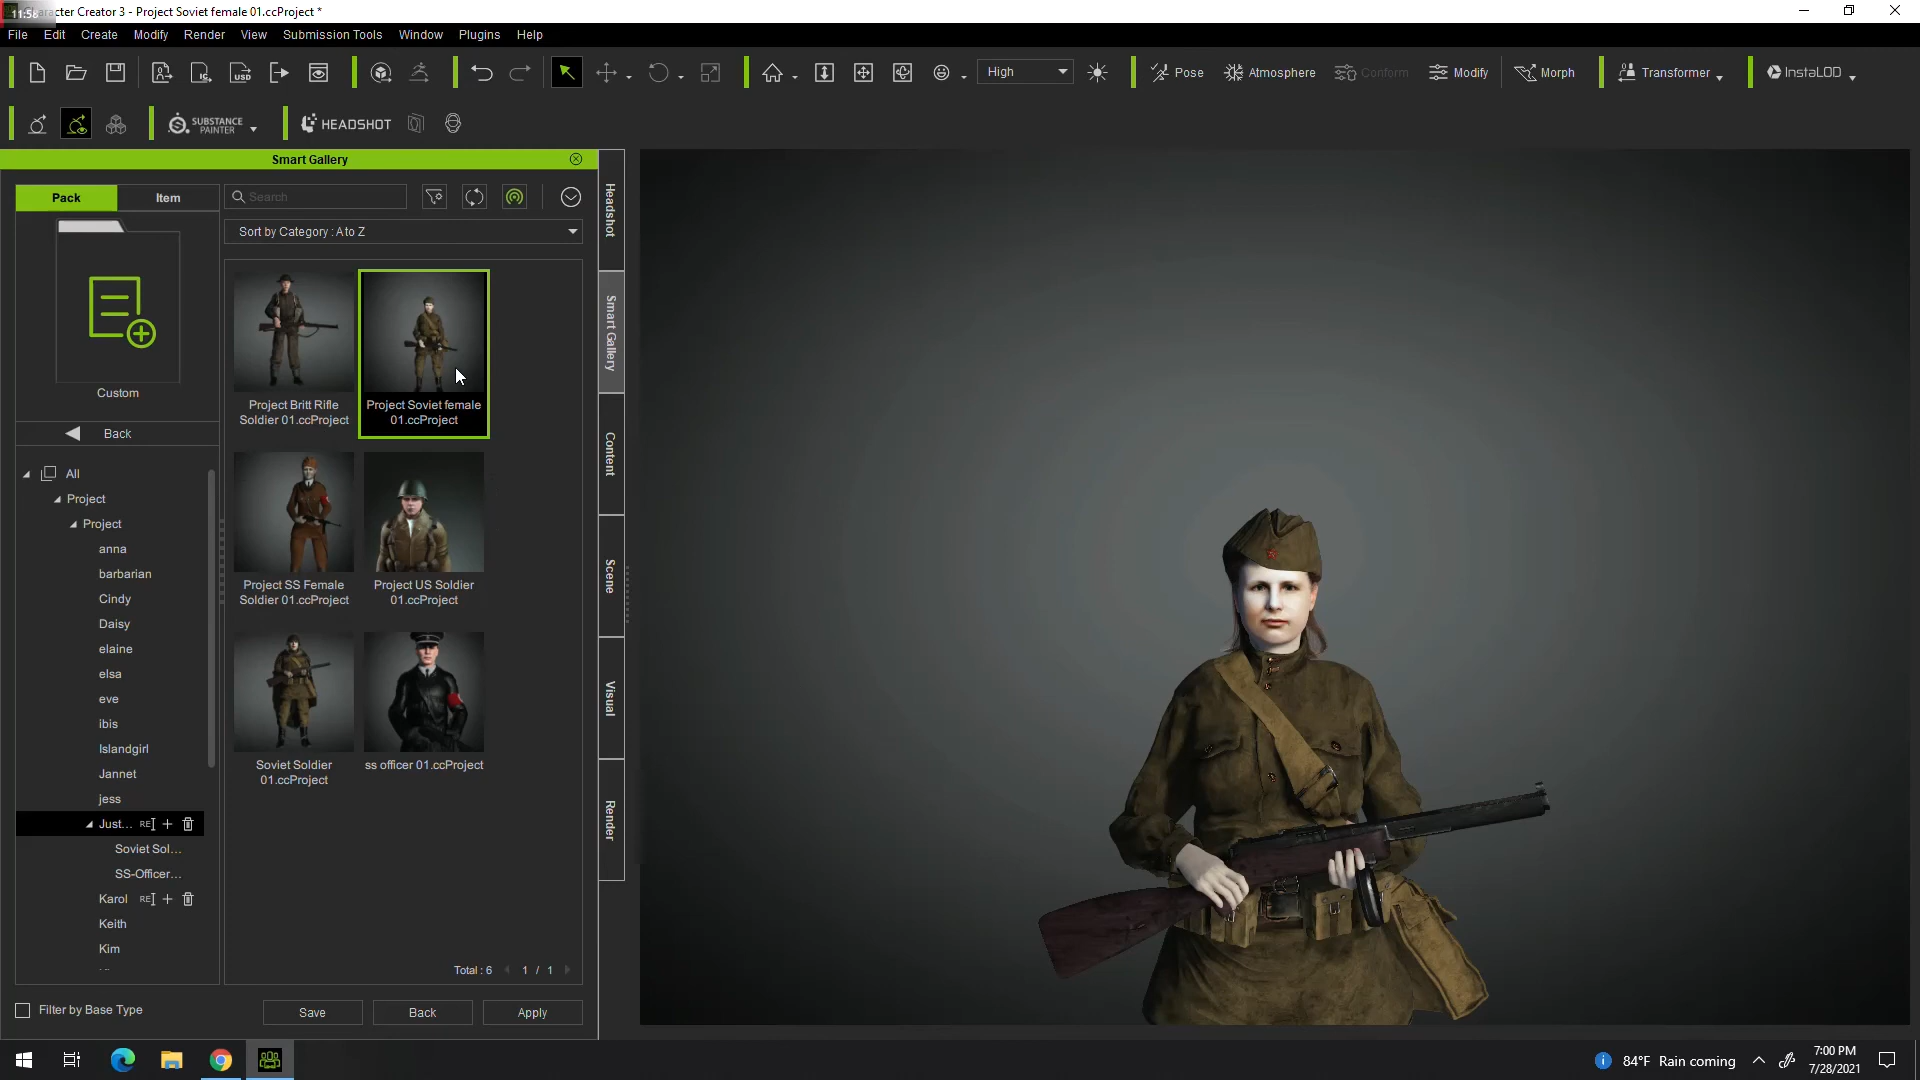 11:58
acter Creator 3 - Project Soviet female 01.ccProject *
File Edit Create Modify Render View Submission Tools Window Plugins Help
High
Pose
Atmosphere
Conform
Modify
Morph
Transformer
InstaLOD
SUBSTANCE
PAINTER
HEADSHOT
Smart Gallery
Pack
Item
Search
Sort by Category : A to Z
Custom
Back
All
Project
Project
anna
barbarian
Cindy
Daisy
elaine
elsa
eve
ibis
Islandgirl
Jannet
jess
Just...
Soviet Sol...
SS-Officer...
Karol
Keith
Kim
Project Britt Rifle
Soldier 01.ccProject
Project Soviet female
01.ccProject
Project SS Female
Soldier 01.ccProject
Project US Soldier
01.ccProject
Soviet Soldier
01.ccProject
ss officer 01.ccProject
Total : 6
1 / 1
Filter by Base Type
Save
Back
Apply
Headshot
Smart Gallery
Content
Scene
Visual
Render
84°F Rain coming
7:00 PM
7/28/2021